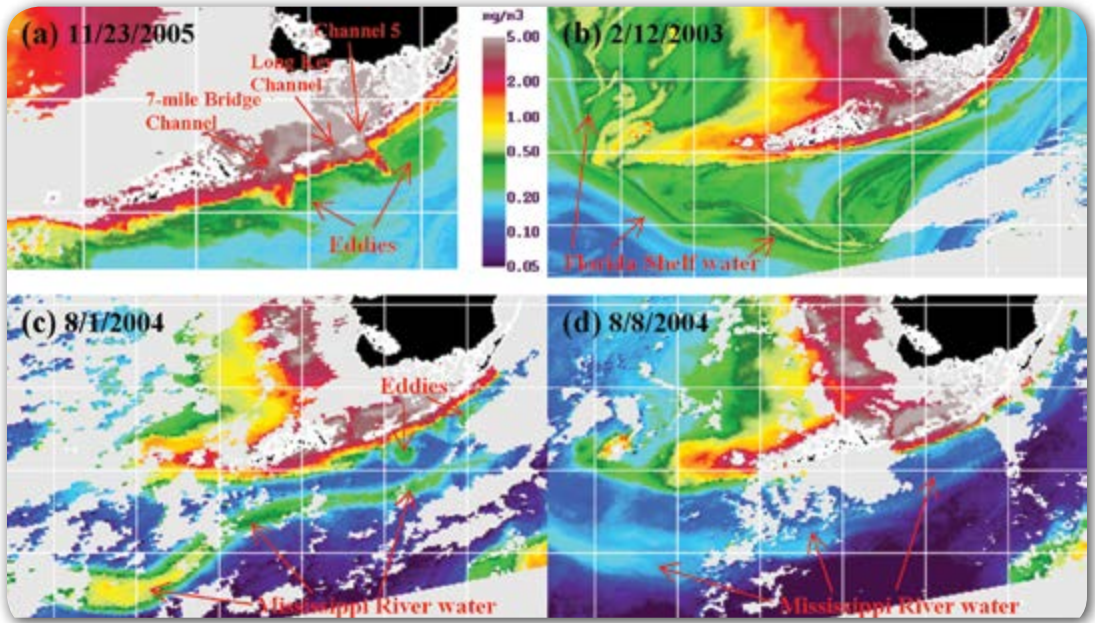 (a) 11/23/2005
Channel 5
Long Key
Channel
7-mile Bridge
Channel
Eddies
mg/m3
5.00
2.00
1.00
0.50
0.20
0.10
0.05
(b) 2/12/2003
Florida Shelf water
(c) 8/1/2004
Eddies
Mississippi River water
(d) 8/8/2004
Mississippi River water